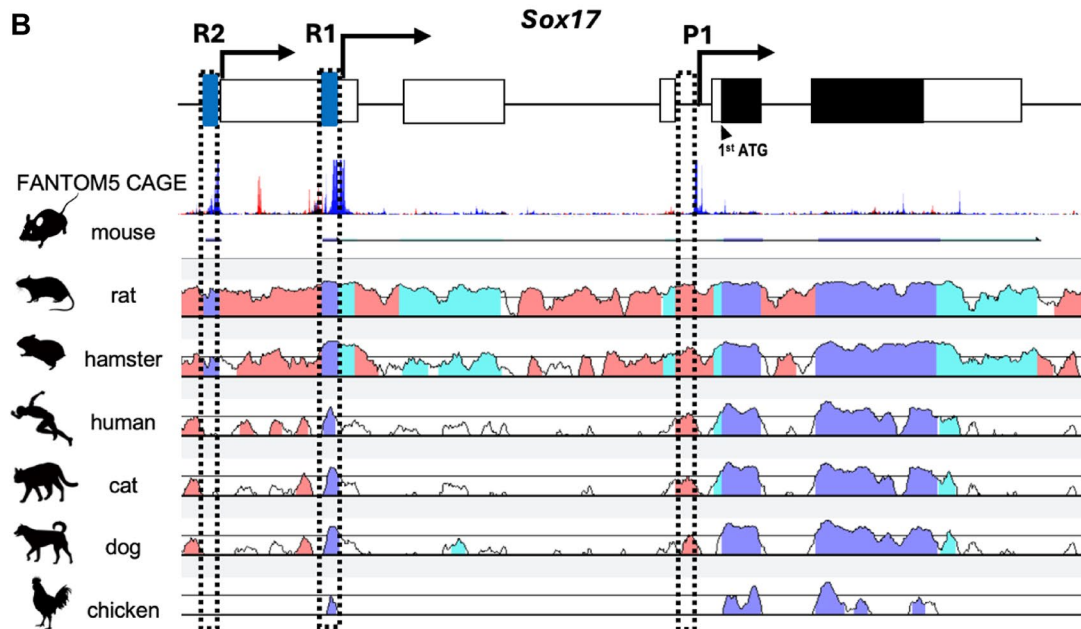 B
Sox17
R2
R1
P1
1st ATG
FANTOM5 CAGE
mouse
rat
hamster
human
cat
dog
chicken